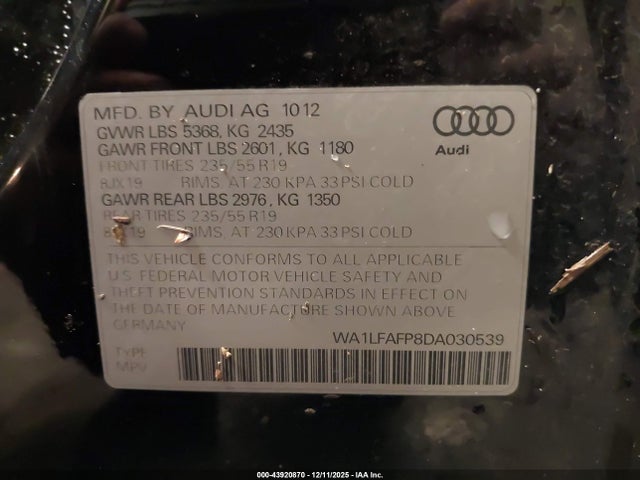 MFD. BY AUDI AG 10 12
GVWR LBS 5368, KG 2435
GAWR FRONT LBS 2601, KG 1180
FRONT TIRES 235/55 R19
8JX19 RIMS, AT 230 KPA 33 PSI COLD
GAWR REAR LBS 2976, KG 1350
REAR TIRES 235/55 R19
8JX19 RIMS, AT 230 KPA 33 PSI COLD
Audi
THIS VEHICLE CONFORMS TO ALL APPLICABLE
U.S. FEDERAL MOTOR VEHICLE SAFETY AND
THEFT PREVENTION STANDARDS IN EFFECT ON
THE DATE OF MANUFACTURE SHOWN ABOVE
GERMANY
WA1LFAFP8DA030539
TYPE
MPV
000-43920870 - 12/11/2025 - IAA Inc.